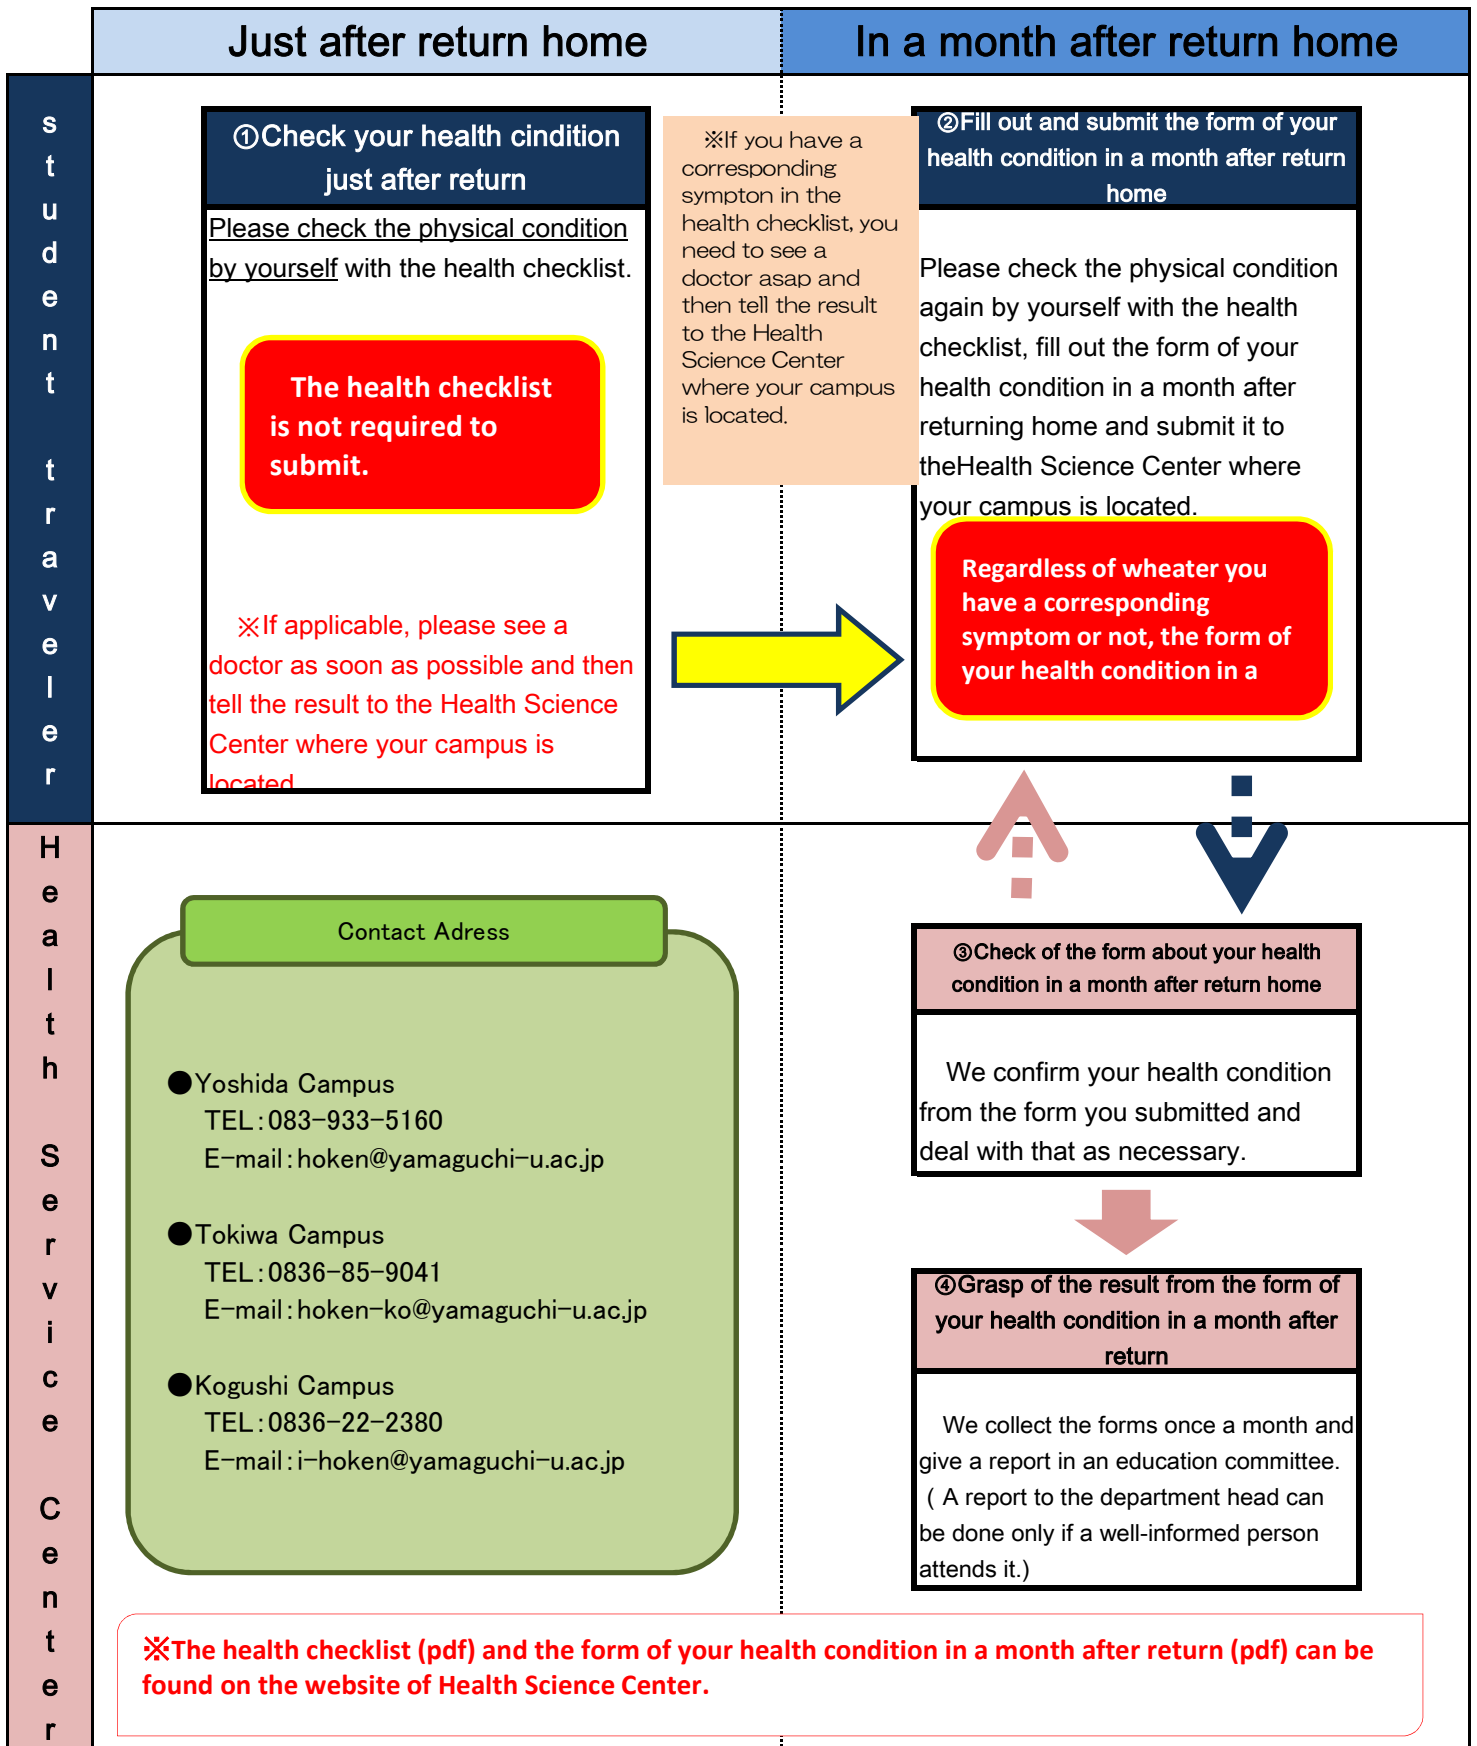 Just after return home
In a month after return home
student traveler
①Check your health cindition
just after return
Please check the physical condition
by yourself with the health checklist.
The health checklist
is not required to
submit.
※If applicable, please see a
doctor as soon as possible and then
tell the result to the Health Science
Center where your campus is
located
※If you have a
corresponding
sympton in the
health checklist, you
need to see a
doctor asap and
then tell the result
to the Health
Science Center
where your campus
is located.
②Fill out and submit the form of your
health condition in a month after return
home
Please check the physical condition
again by yourself with the health
checklist, fill out the form of your
health condition in a month after
returning home and submit it to
theHealth Science Center where
your campus is located.
Regardless of wheater you
have a corresponding
symptom or not, the form of
your health condition in a
Health Service Center
Contact Adress
●Yoshida Campus
TEL:083-933-5160
E-mail:hoken@yamaguchi-u.ac.jp
●Tokiwa Campus
TEL:0836-85-9041
E-mail:hoken-ko@yamaguchi-u.ac.jp
●Kogushi Campus
TEL:0836-22-2380
E-mail:i-hoken@yamaguchi-u.ac.jp
③Check of the form about your health
condition in a month after return home
We confirm your health condition
from the form you submitted and
deal with that as necessary.
④Grasp of the result from the form of
your health condition in a month after
return
We collect the forms once a month and
give a report in an education committee.
( A report to the department head can
be done only if a well-informed person
attends it.)
※The health checklist (pdf) and the form of your health condition in a month after return (pdf) can be
found on the website of Health Science Center.